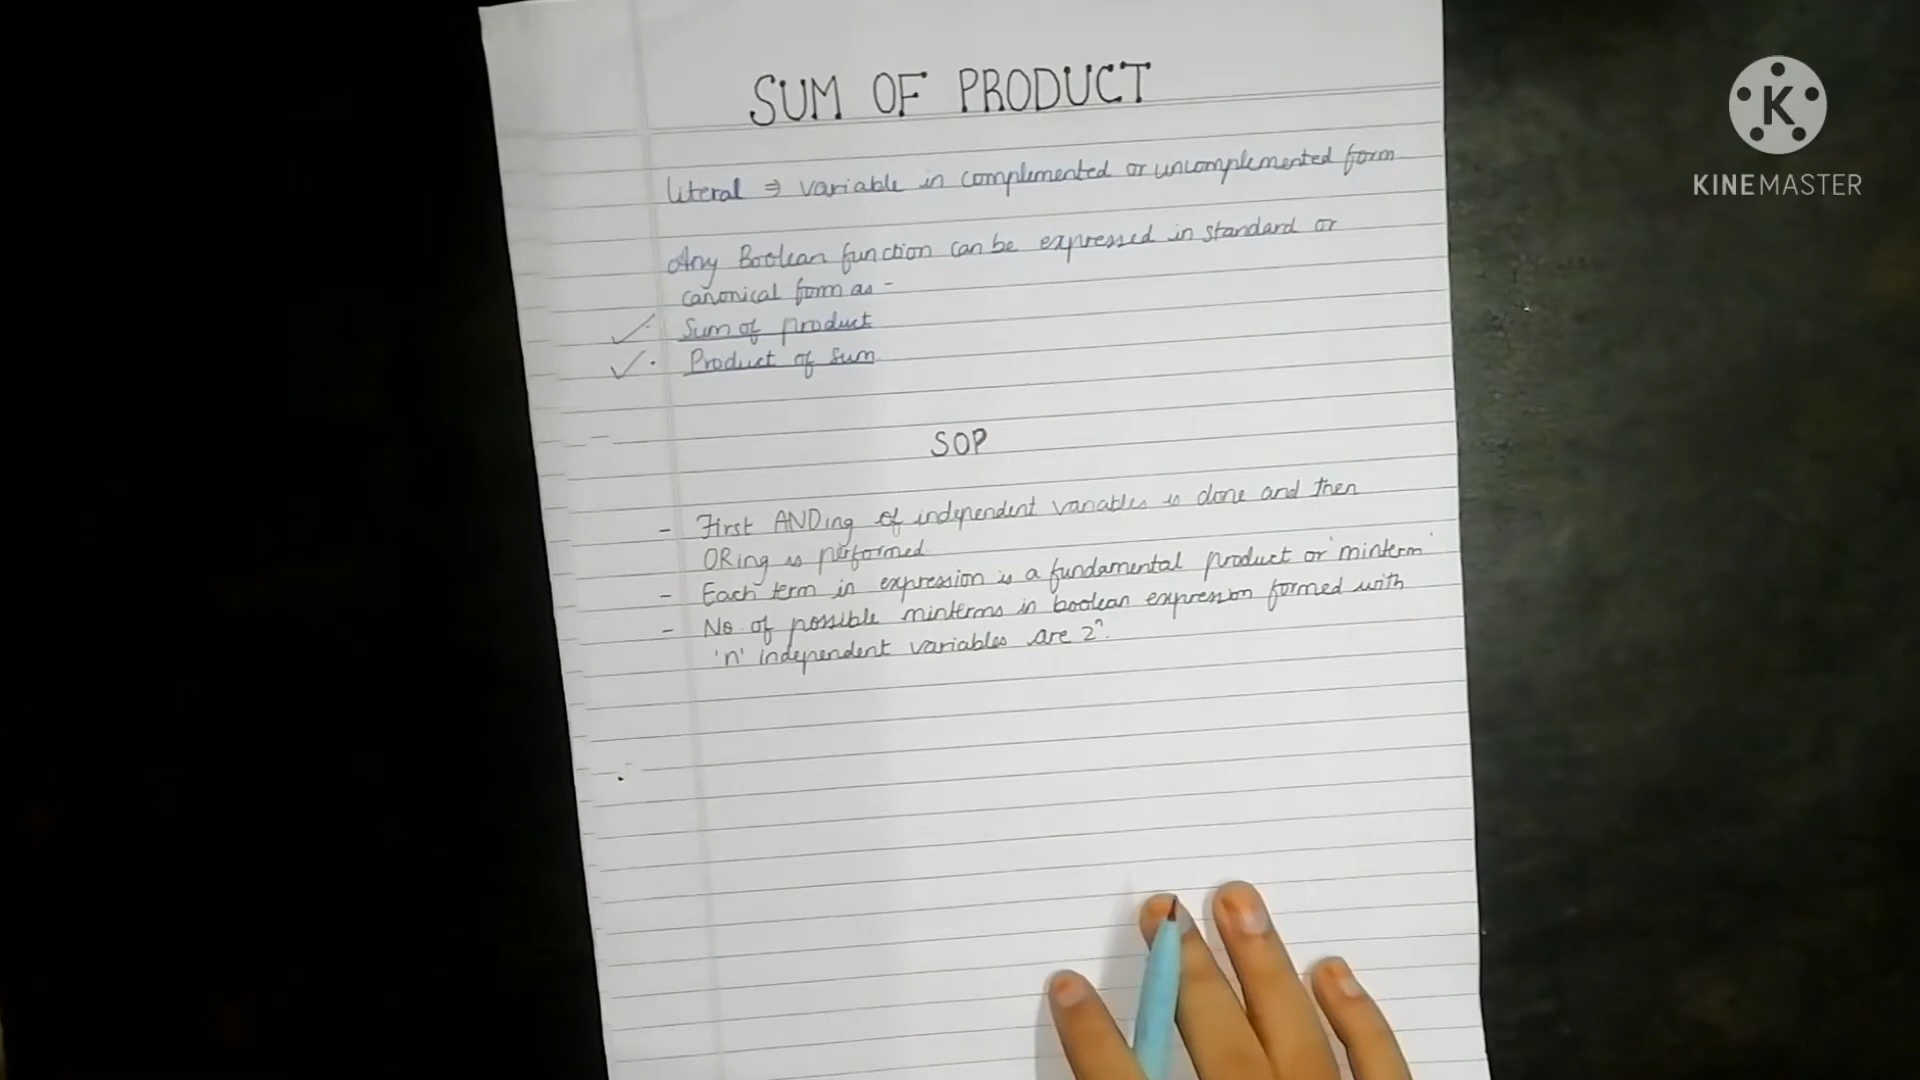 SUM OF PRODUCT
Literal ⇒ variable in complemented or uncomplemented form
Any Boolean function can be expressed in standard or
canonical form as -
✓ · Sum of product
✓ · Product of Sum
SOP
- First ANDing of independent variables is done and then
ORing is performed
- Each term in expression is a fundamental product or 'minterm'
- No. of possible minterms in boolean expression formed with
'n' independent variables are 2ⁿ.
K
KINEMASTER